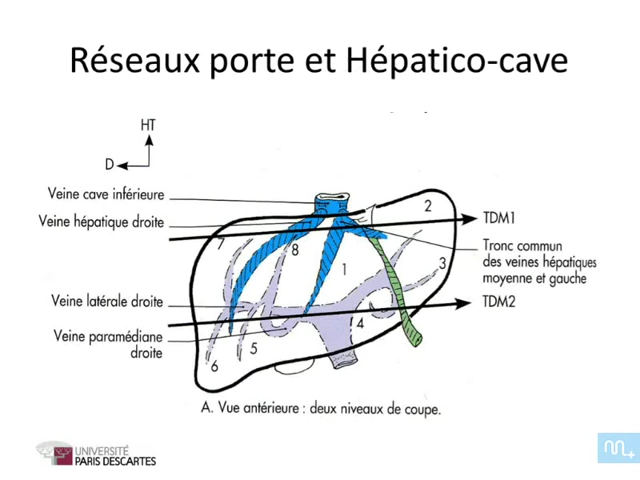 Réseaux porte et Hépatico-cave
HT
D
Veine cave inférieure
Veine hépatique droite
2
TDM1
7
8
Tronc commun
des veines hépatiques
moyenne et gauche
1
3
Veine latérale droite
TDM2
4
Veine paramédiane
droite
5
6
A. Vue antérieure : deux niveaux de coupe.
UNIVERSITÉ
PARIS DESCARTES